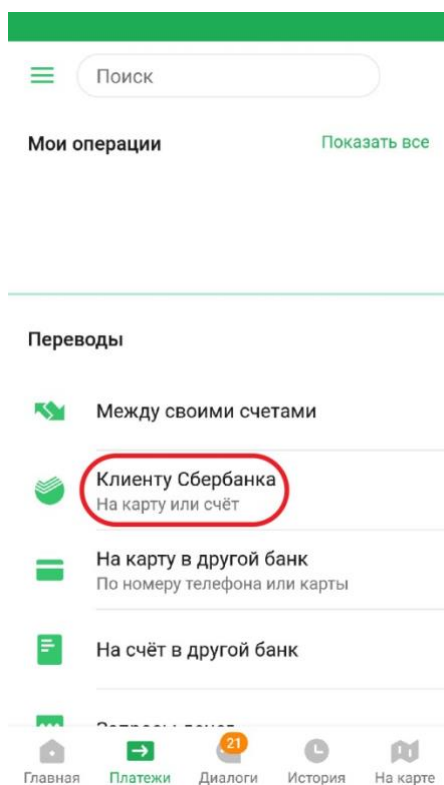 Поиск
Мои операции
Показать все
Переводы
Между своими счетами
Клиенту Сбербанка
На карту или счёт
На карту в другой банк
По номеру телефона или карты
На счёт в другой банк
21
Главная Платежи Диалоги История На карте